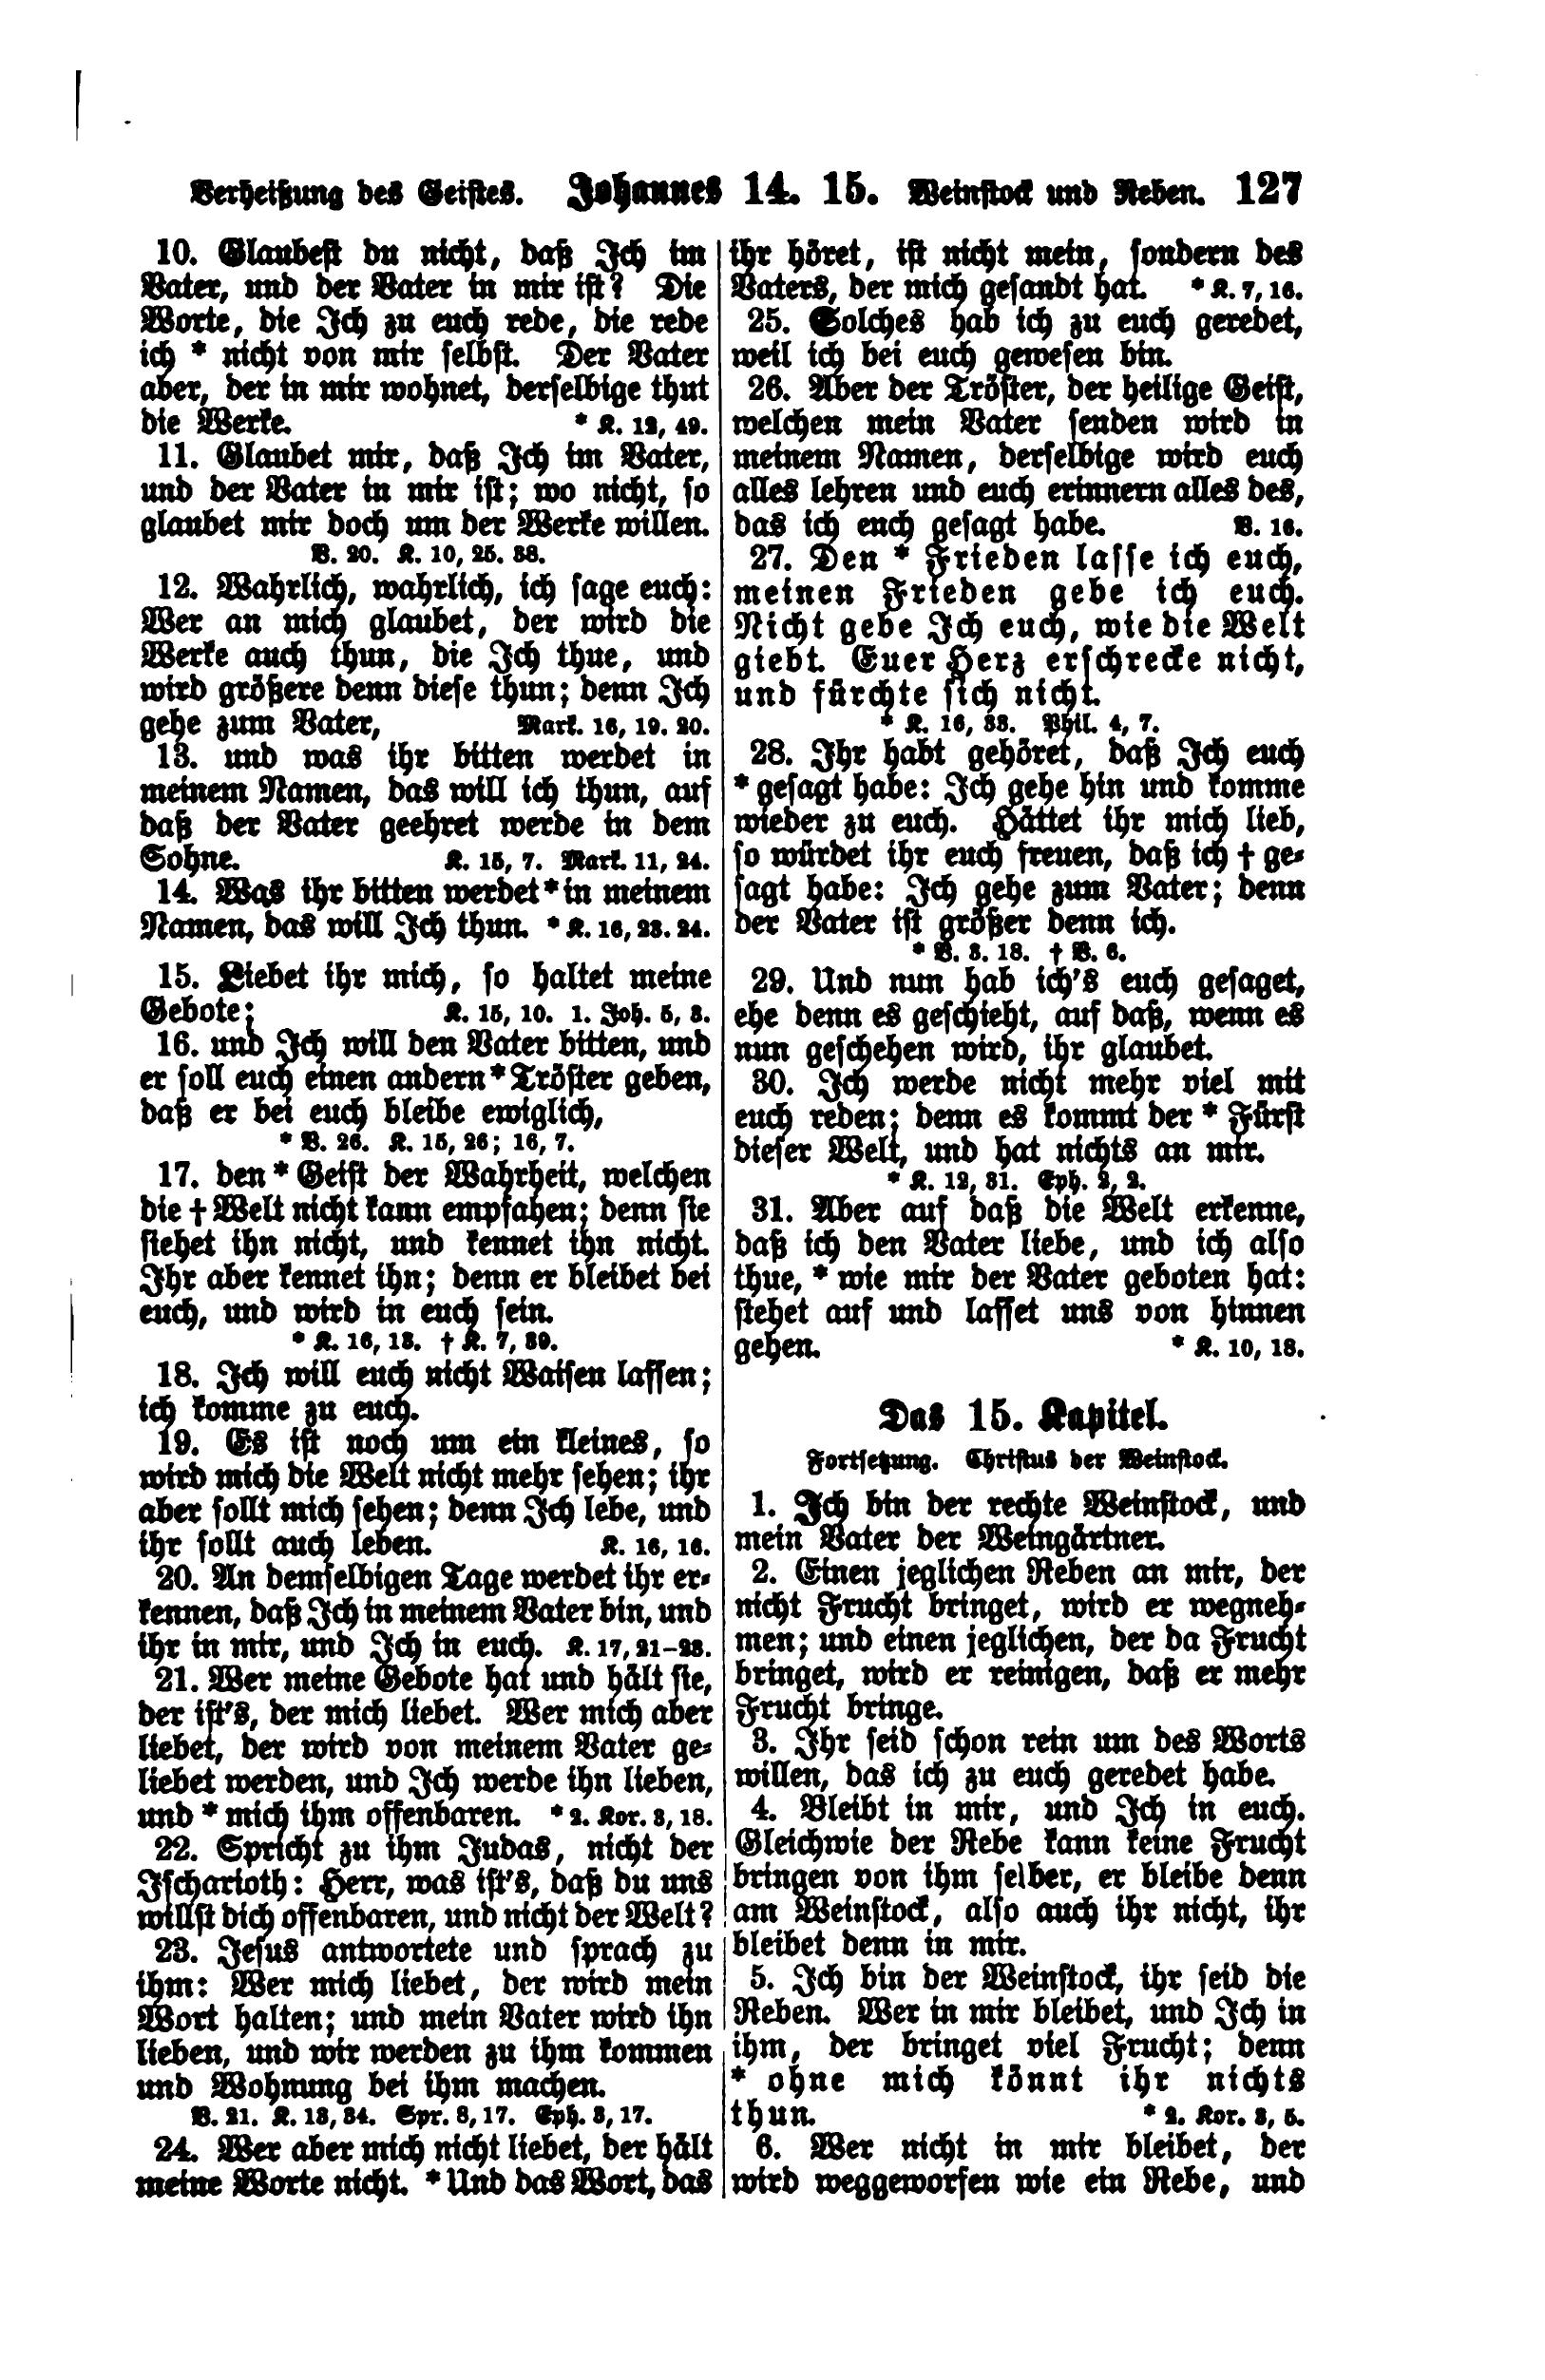 Verheißung des Geistes. Johannes 14. 15. Weinstock und Reben. 127
10. Glaubest du nicht, daß Ich im
Vater, und der Vater in mir ist? Die
Worte, die Ich zu euch rede, die rede
ich * nicht von mir selbst. Der Vater
aber, der in mir wohnet, derselbige thut
die Werke. * K. 12, 49.
11. Glaubet mir, daß Ich im Vater,
und der Vater in mir ist; wo nicht, so
glaubet mir doch um der Werke willen.
V. 20. K. 10, 25. 38.
12. Wahrlich, wahrlich, ich sage euch:
Wer an mich glaubet, der wird die
Werke auch thun, die Ich thue, und
wird größere denn diese thun; denn Ich
gehe zum Vater, Mark. 16, 19. 20.
13. und was ihr bitten werdet in
meinem Namen, das will ich thun, auf
daß der Vater geehret werde in dem
Sohne. K. 15, 7. Mark. 11, 24.
14. Was ihr bitten werdet * in meinem
Namen, das will Ich thun. * K. 16, 23. 24.
15. Liebet ihr mich, so haltet meine
Gebote; K. 15, 10. 1. Joh. 5, 3.
16. und Ich will den Vater bitten, und
er soll euch einen andern * Tröster geben,
daß er bei euch bleibe ewiglich,
* V. 26. K. 15, 26; 16, 7.
17. den * Geist der Wahrheit, welchen
die † Welt nicht kann empfahen; denn sie
siehet ihn nicht, und kennet ihn nicht.
Ihr aber kennet ihn; denn er bleibet bei
euch, und wird in euch sein.
* K. 16, 13. † K. 7, 39.
18. Ich will euch nicht Waisen lassen;
ich komme zu euch.
19. Es ist noch um ein kleines, so
wird mich die Welt nicht mehr sehen; ihr
aber sollt mich sehen; denn Ich lebe, und
ihr sollt auch leben. K. 16, 16.
20. An demselbigen Tage werdet ihr er-
kennen, daß Ich in meinem Vater bin, und
ihr in mir, und Ich in euch. K. 17, 21-23.
21. Wer meine Gebote hat und hält sie,
der ist's, der mich liebet. Wer mich aber
liebet, der wird von meinem Vater ge-
liebet werden, und Ich werde ihn lieben,
und * mich ihm offenbaren. * 2. Kor. 3, 18.
22. Spricht zu ihm Judas, nicht der
Ischarioth: Herr, was ist's, daß du uns
willst dich offenbaren, und nicht der Welt?
23. Jesus antwortete und sprach zu
ihm: Wer mich liebet, der wird mein
Wort halten; und mein Vater wird ihn
lieben, und wir werden zu ihm kommen
und Wohnung bei ihm machen.
V. 21. K. 13, 34. Spr. 8, 17. Eph. 3, 17.
24. Wer aber mich nicht liebet, der hält
meine Worte nicht. * Und das Wort, das
ihr höret, ist nicht mein, sondern des
Vaters, der mich gesandt hat. * K. 7, 16.
25. Solches hab ich zu euch geredet,
weil ich bei euch gewesen bin.
26. Aber der Tröster, der heilige Geist,
welchen mein Vater senden wird in
meinem Namen, derselbige wird euch
alles lehren und euch erinnern alles des,
das ich euch gesagt habe. V. 16.
27. Den * Frieden lasse ich euch,
meinen Frieden gebe ich euch.
Nicht gebe Ich euch, wie die Welt
giebt. Euer Herz erschrecke nicht,
und fürchte sich nicht.
* K. 16, 33. Phil. 4, 7.
28. Ihr habt gehöret, daß Ich euch
* gesagt habe: Ich gehe hin und komme
wieder zu euch. Hättet ihr mich lieb,
so würdet ihr euch freuen, daß ich † ge-
sagt habe: Ich gehe zum Vater; denn
der Vater ist größer denn ich.
* V. 3. 18. † V. 6.
29. Und nun hab ich's euch gesaget,
ehe denn es geschieht, auf daß, wenn es
nun geschehen wird, ihr glaubet.
30. Ich werde nicht mehr viel mit
euch reden; denn es kommt der * Fürst
dieser Welt, und hat nichts an mir.
* K. 12, 31. Eph. 2, 2.
31. Aber auf daß die Welt erkenne,
daß ich den Vater liebe, und ich also
thue, * wie mir der Vater geboten hat:
stehet auf und lasset uns von hinnen
gehen. * K. 10, 18.
Das 15. Kapitel.
Fortsetzung. Christus der Weinstock.
1. Ich bin der rechte Weinstock, und
mein Vater der Weingärtner.
2. Einen jeglichen Reben an mir, der
nicht Frucht bringet, wird er wegneh-
men; und einen jeglichen, der da Frucht
bringet, wird er reinigen, daß er mehr
Frucht bringe.
3. Ihr seid schon rein um des Worts
willen, das ich zu euch geredet habe.
4. Bleibt in mir, und Ich in euch.
Gleichwie der Rebe kann keine Frucht
bringen von ihm selber, er bleibe denn
am Weinstock, also auch ihr nicht, ihr
bleibet denn in mir.
5. Ich bin der Weinstock, ihr seid die
Reben. Wer in mir bleibet, und Ich in
ihm, der bringet viel Frucht; denn
* ohne mich könnt ihr nichts
thun. * 2. Kor. 3, 5.
6. Wer nicht in mir bleibet, der
wird weggeworfen wie ein Rebe, und